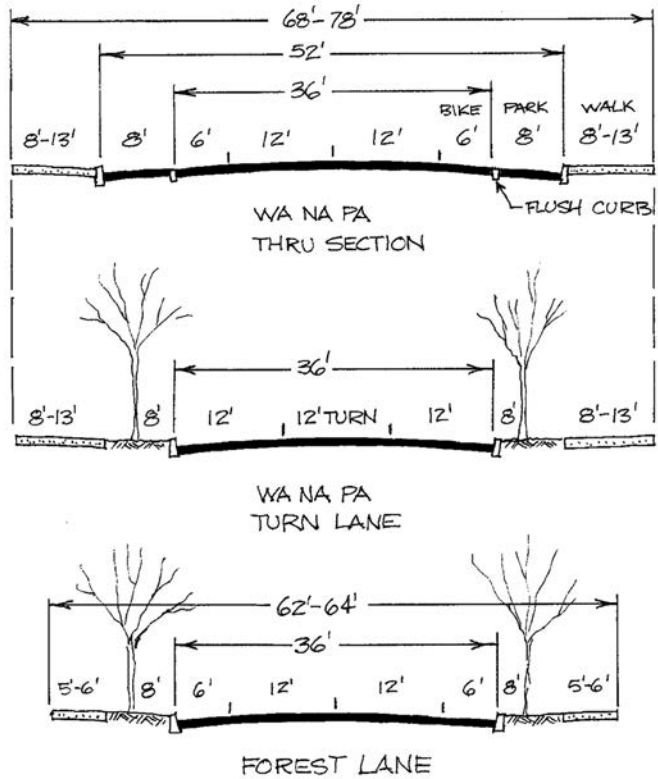 68'-78'
52'
36'
BIKE PARK WALK
8'-13' 8' 6' 12' 12' 6' 8' 8'-13'
FLUSH CURB
WA NA PA
THRU SECTION
36'
8'-13' 8' 12' 12' TURN 12' 8' 8'-13'
WA NA PA
TURN LANE
62'-64'
36'
5'-6' 8' 6' 12' 12' 6' 8' 5'-6'
FOREST LANE